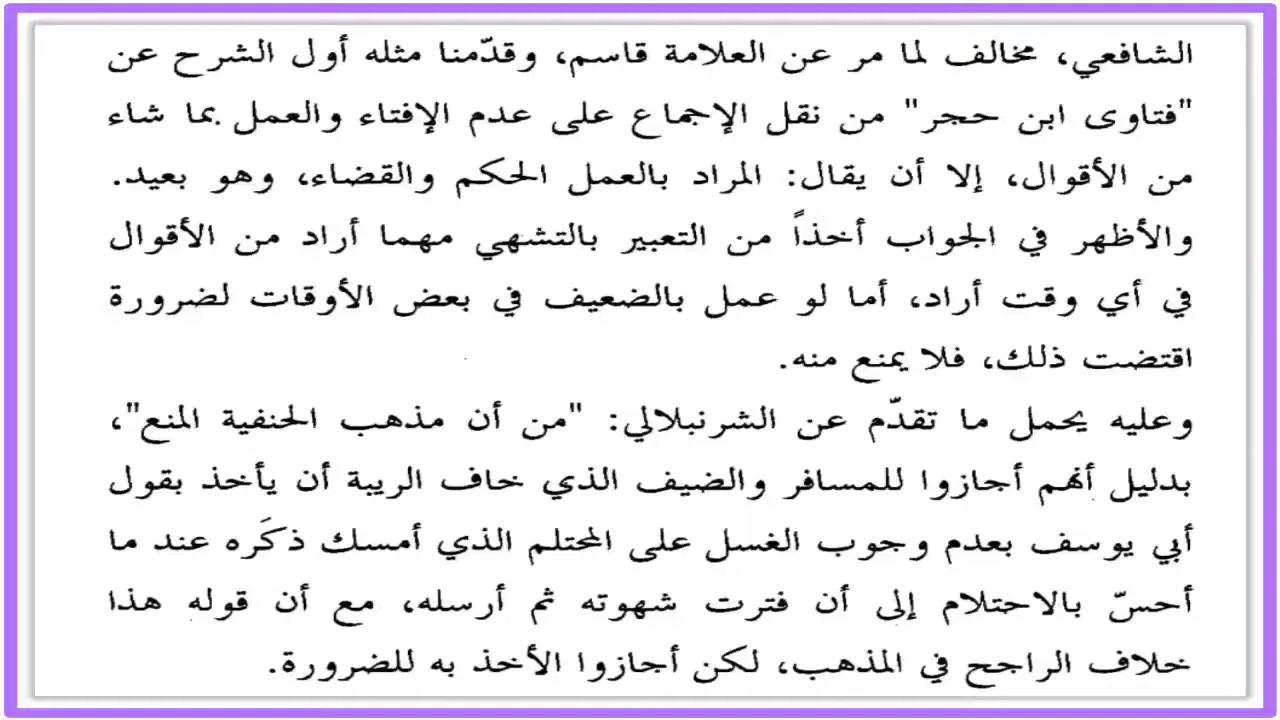 الشافعي، مخالف لما مر عن العلامة قاسم، وقدّمنا مثله أول الشرح عن
"فتاوى ابن حجر" من نقل الإجماع على عدم الإفتاء والعمل بما شاء
من الأقوال، إلا أن يقال: المراد بالعمل الحكم والقضاء، وهو بعيد.
والأظهر في الجواب أخذاً من التعبير بالتشهي مهما أراد من الأقوال
في أي وقت أراد، أما لو عمل بالضعيف في بعض الأوقات لضرورة
اقتضت ذلك، فلا يمنع منه.
وعليه يحمل ما تقدّم عن الشرنبلالي: "من أن مذهب الحنفية المنع"،
بدليل أنهم أجازوا للمسافر والضيف الذي خاف الريبة أن يأخذ بقول
أبي يوسف بعدم وجوب الغسل على المحتلم الذي أمسك ذكَره عند ما
أحسّ بالاحتلام إلى أن فترت شهوته ثم أرسله، مع أن قوله هذا
خلاف الراجح في المذهب، لكن أجازوا الأخذ به للضرورة.